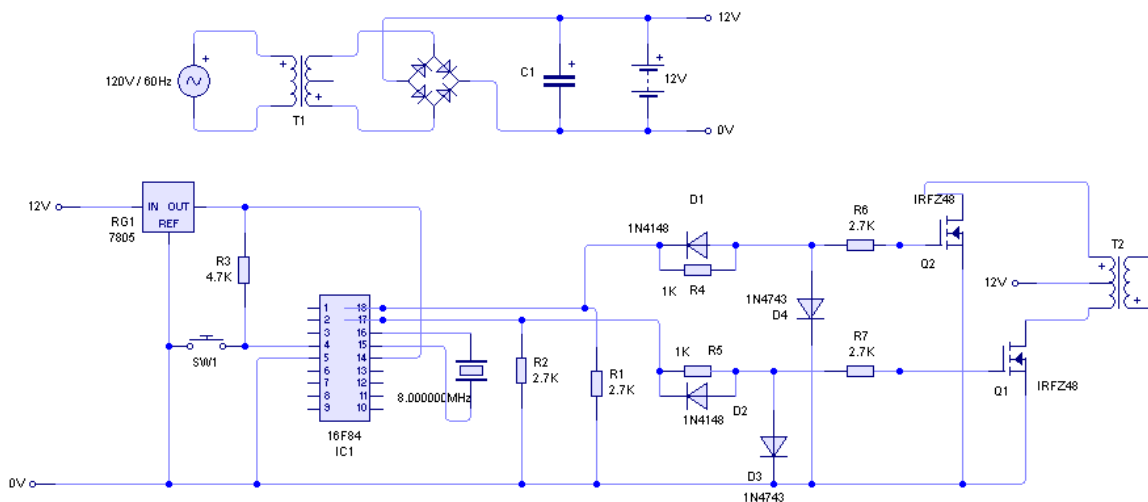 12V
120V / 60Hz
+
+
+
T1
C1
+
+
12V
0V
12V
IN OUT
REF
RG1
7805
R3
4.7K
SW1
1 18
2 17
3 16
4 15
5 14
6 13
7 12
8 11
9 10
16F84
IC1
8.000000MHz
R2
2.7K
R1
2.7K
D1
1N4148
1K R4
1K R5
1N4148
D2
1N4743
D4
D3
1N4743
R6
2.7K
R7
2.7K
IRFZ48
Q2
12V
T2
+
+
Q1
IRFZ48
0V